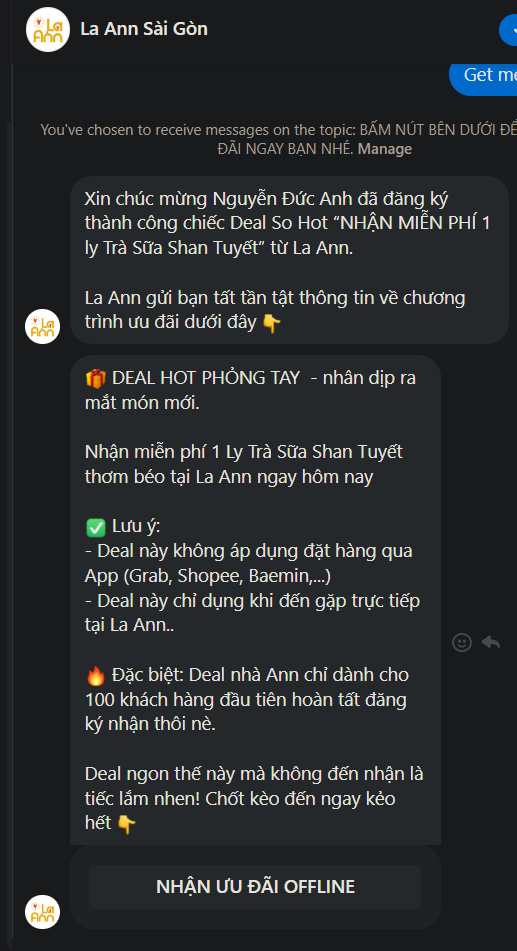 La Ann Sài Gòn
Get me
You've chosen to receive messages on the topic: BẤM NÚT BÊN DƯỚI ĐỂ
ĐÃI NGAY BẠN NHÉ. Manage
Xin chúc mừng Nguyễn Đức Anh đã đăng ký
thành công chiếc Deal So Hot “NHẬN MIỄN PHÍ 1
ly Trà Sữa Shan Tuyết” từ La Ann.
La Ann gửi bạn tất tần tật thông tin về chương
trình ưu đãi dưới đây 👇
La Ann
🎁 DEAL HOT PHỎNG TAY - nhân dịp ra
mắt món mới.
Nhận miễn phí 1 Ly Trà Sữa Shan Tuyết
thơm béo tại La Ann ngay hôm nay
✅ Lưu ý:
- Deal này không áp dụng đặt hàng qua
App (Grab, Shopee, Baemin,...)
- Deal này chỉ dụng khi đến gặp trực tiếp
tại La Ann..
🔥 Đặc biệt: Deal nhà Ann chỉ dành cho
100 khách hàng đầu tiên hoàn tất đăng
ký nhận thôi nè.
Deal ngon thế này mà không đến nhận là
tiếc lắm nhen! Chốt kèo đến ngay kẻo
hết 👇
NHẬN ƯU ĐÃI OFFLINE
La Ann